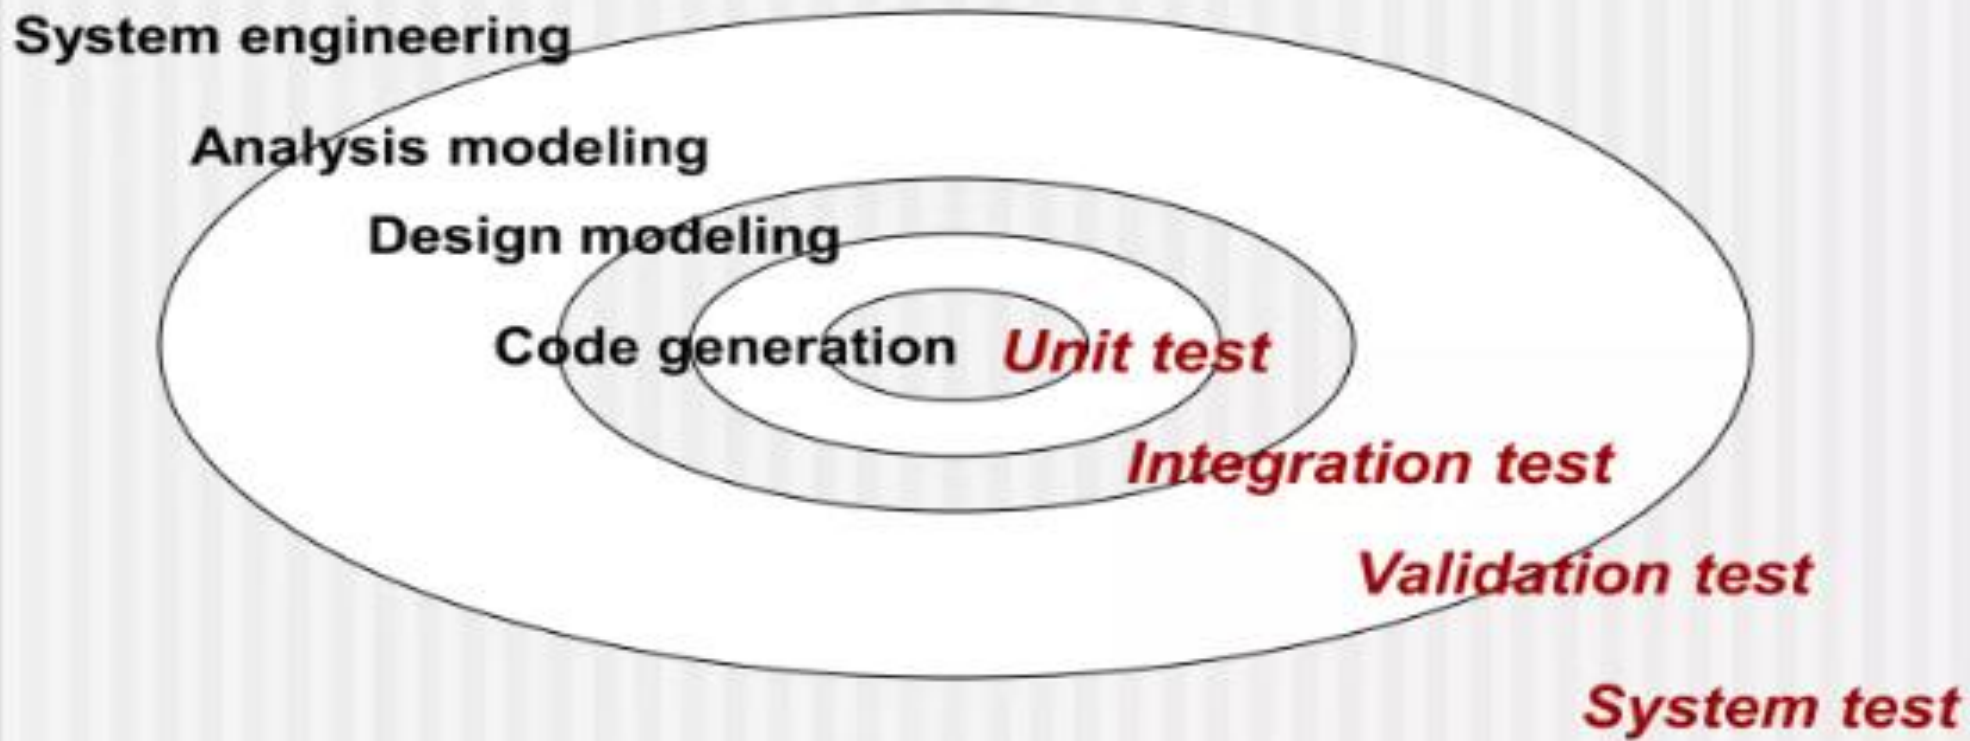 System engineering
Analysis modeling
Design modeling
Code generation Unit test
Integration test
Validation test
System test